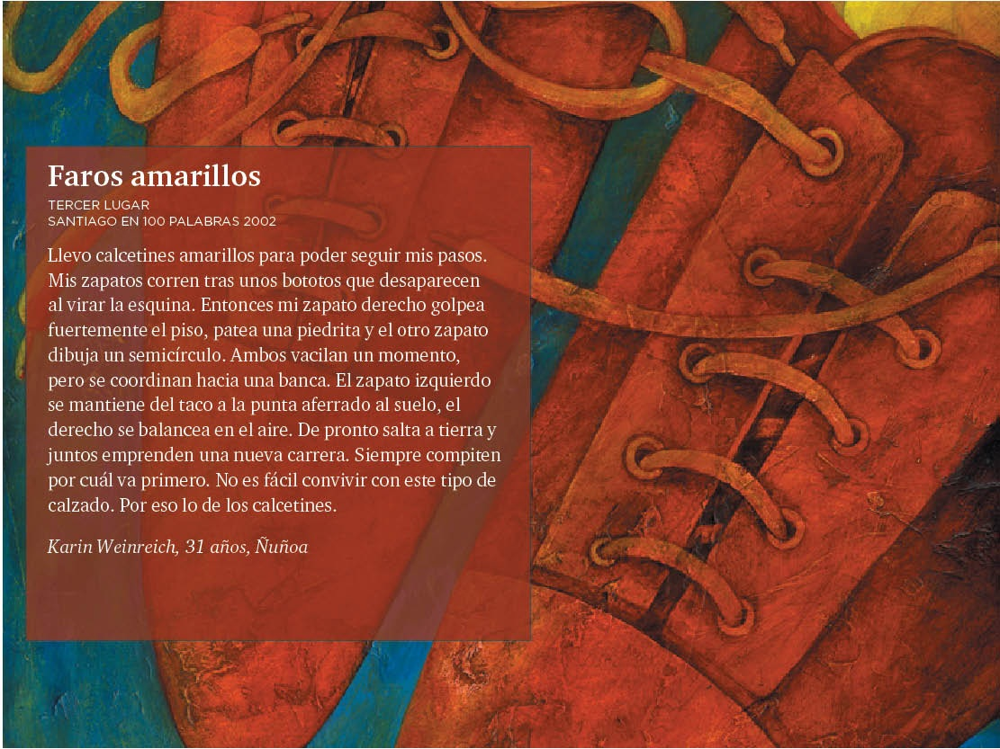 Faros amarillos
TERCER LUGAR
SANTIAGO EN 100 PALABRAS 2002
Llevo calcetines amarillos para poder seguir mis pasos.
Mis zapatos corren tras unos bototos que desaparecen
al virar la esquina. Entonces mi zapato derecho golpea
fuertemente el piso, patea una piedrita y el otro zapato
dibuja un semicírculo. Ambos vacilan un momento,
pero se coordinan hacia una banca. El zapato izquierdo
se mantiene del taco a la punta aferrado al suelo, el
derecho se balancea en el aire. De pronto salta a tierra y
juntos emprenden una nueva carrera. Siempre compiten
por cuál va primero. No es fácil convivir con este tipo de
calzado. Por eso lo de los calcetines.
Karin Weinreich, 31 años, Ñuñoa